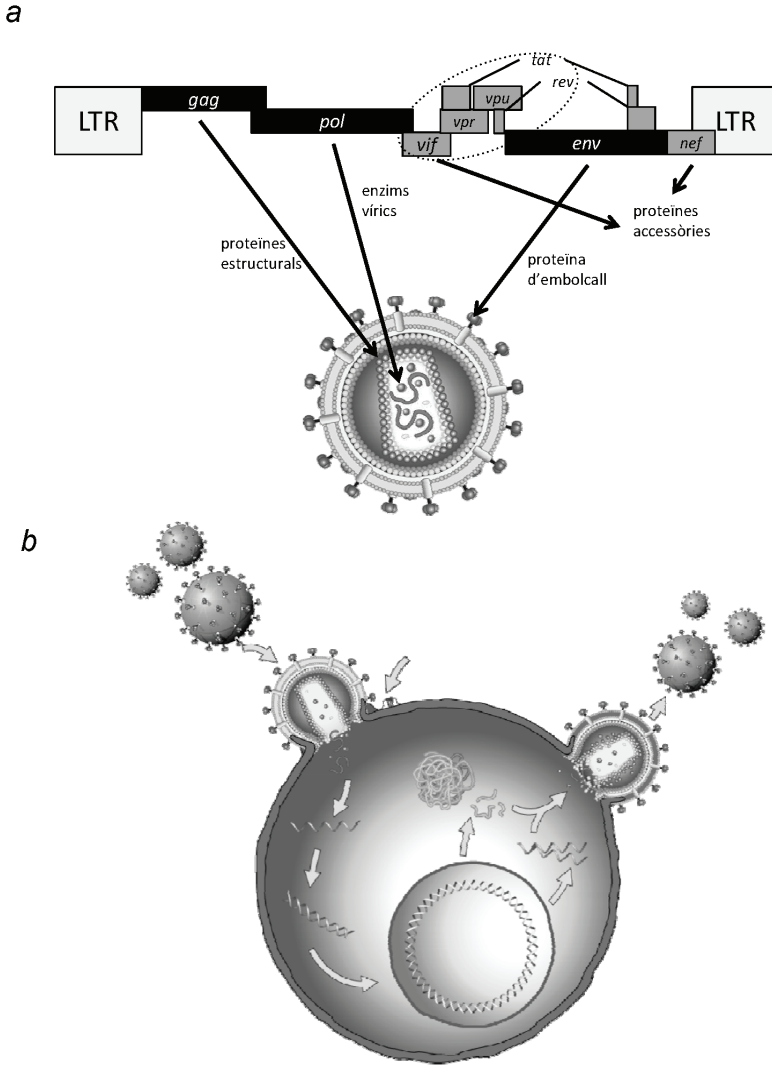 a
tat
LTR
gag
vpu
rev
LTR
pol
vpr
vif
env
nef
enzims
vírics
proteïnes
accessòries
proteïnes
estructurals
proteïna
d'embolcall
b